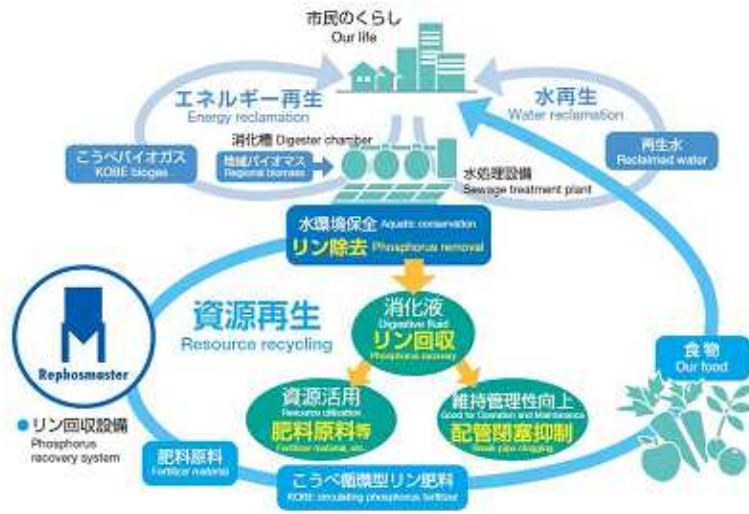 市民のくらし
Our life
エネルギー再生
Energy reclamation
水再生
Water reclamation
消化槽 Digester chamber
こうべバイオガス
KOBE biogas
地域バイオマス
Regional biomass
再生水
Reclaimed water
水処理設備
Sewage treatment plant
水環境保全 Aquatic conservation
リン除去 Phosphorus removal
消化液
Digestive fluid
リン回収
Phosphorus recovery
資源再生
Resource recycling
Rephosmaster
食物
Our food
資源活用
Resource utilization
肥料原料等
Fertilizer material, etc.
維持管理性向上
Good for Operation and Maintenance
配管閉塞抑制
pipe clogging
リン回収設備
Phosphorus
recovery system
肥料原料
Fertilizer material
こうべ循環型リン肥料
KOBE circulating phosphorus fertilizer